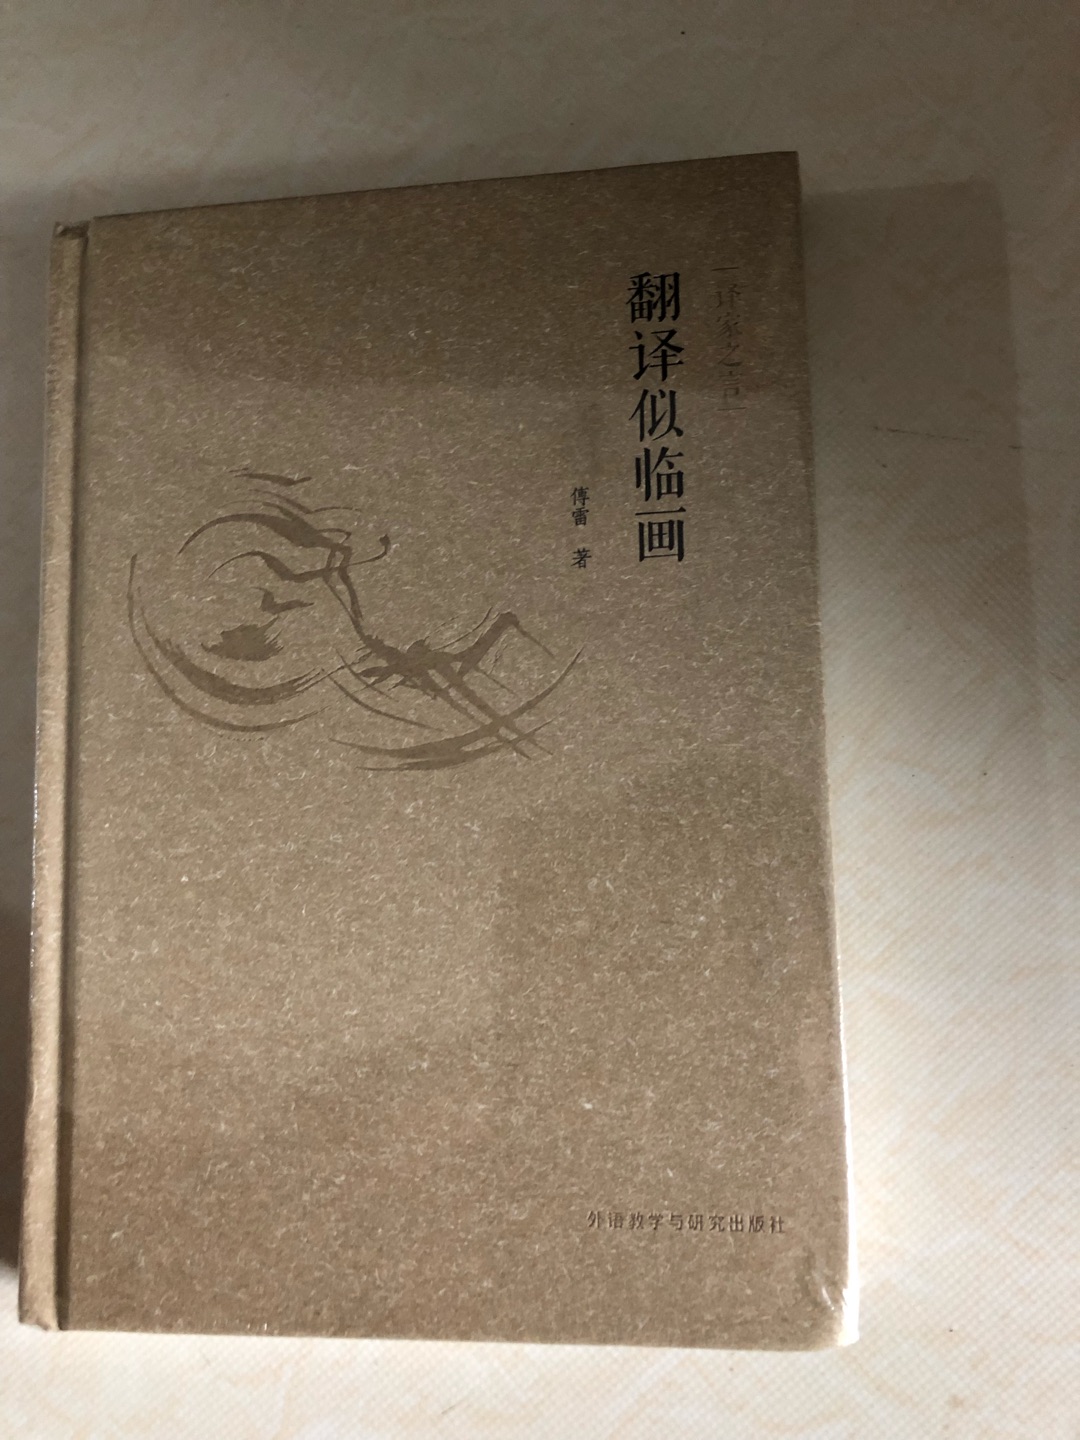 译家之言
翻译似临画
傅雷 著
外语教学与研究出版社